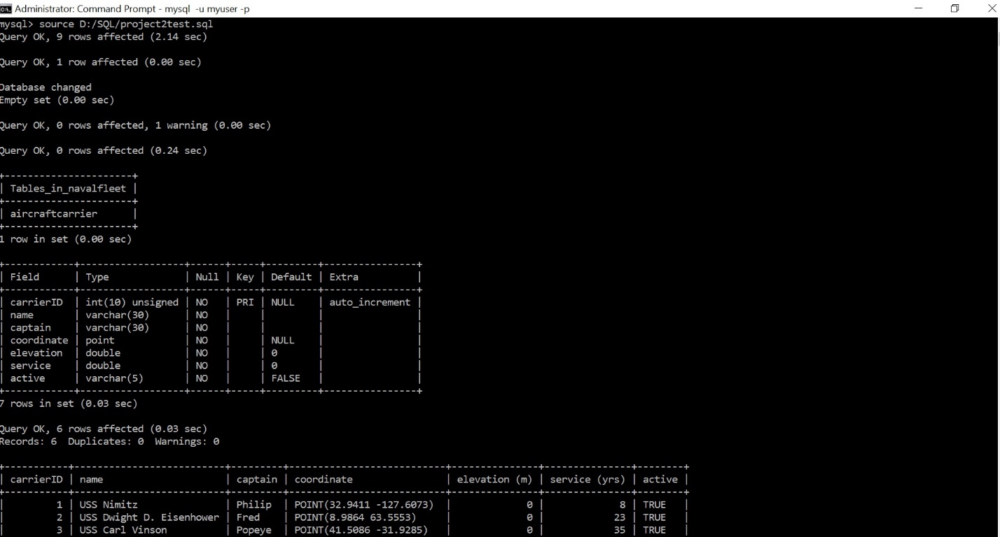 Administrator: Command Prompt - mysql -u myuser -p
mysql> source D:/SQL/project2test.sql
Query OK, 9 rows affected (2.14 sec)
Query OK, 1 row affected (0.00 sec)
Database changed
Empty set (0.00 sec)
Query OK, 0 rows affected, 1 warning (0.00 sec)
Query OK, 0 rows affected (0.24 sec)
+----------------------+
| Tables_in_navalfleet |
+----------------------+
| aircraftcarrier      |
+----------------------+
1 row in set (0.00 sec)
+------------+------------------+------+-----+---------+----------------+
| Field      | Type             | Null | Key | Default | Extra          |
+------------+------------------+------+-----+---------+----------------+
| carrierID  | int(10) unsigned | NO   | PRI | NULL    | auto_increment |
| name       | varchar(30)      | NO   |     |         |                |
| captain    | varchar(30)      | NO   |     |         |                |
| coordinate | point            | NO   |     | NULL    |                |
| elevation  | double           | NO   |     | 0       |                |
| service    | double           | NO   |     | 0       |                |
| active     | varchar(5)       | NO   |     | FALSE   |                |
+------------+------------------+------+-----+---------+----------------+
7 rows in set (0.03 sec)
Query OK, 6 rows affected (0.03 sec)
Records: 6  Duplicates: 0  Warnings: 0
+-----------+--------------------------+---------+---------------------------+---------------+---------------+--------+
| carrierID | name                     | captain | coordinate                | elevation (m) | service (yrs) | active |
+-----------+--------------------------+---------+---------------------------+---------------+---------------+--------+
|         1 | USS Nimitz               | Philip  | POINT(32.9411 -127.6073)  |             0 |             8 | TRUE   |
|         2 | USS Dwight D. Eisenhower | Fred    | POINT(8.9864 63.5553)     |             0 |            23 | TRUE   |
|         3 | USS Carl Vinson          | Popeye  | POINT(41.5086 -31.9285)   |             0 |            35 | TRUE   |